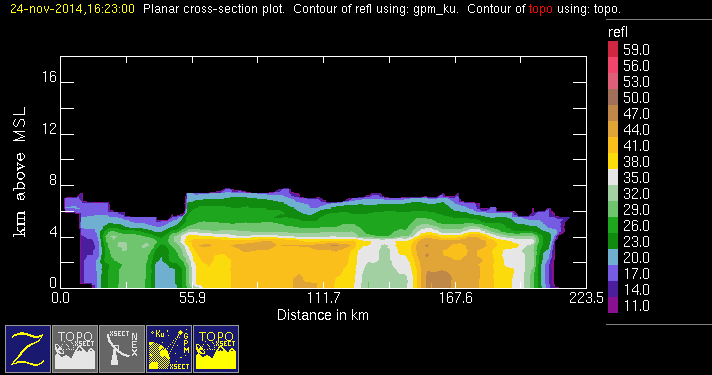 24-nov-2014,16:23:00 Planar cross-section plot. Contour of refl using: gpm_ku. Contour of topo using: topo.
refl
59.0
56.0
53.0
50.0
47.0
44.0
41.0
38.0
35.0
32.0
29.0
26.0
23.0
20.0
17.0
14.0
11.0
km above MSL
16
12
8
4
0
0.0 55.9 111.7 167.6 223.5
Distance in km
Z
TOPO XSECT
XSECT XM2
Ku GPM XSECT
TOPO XSECT